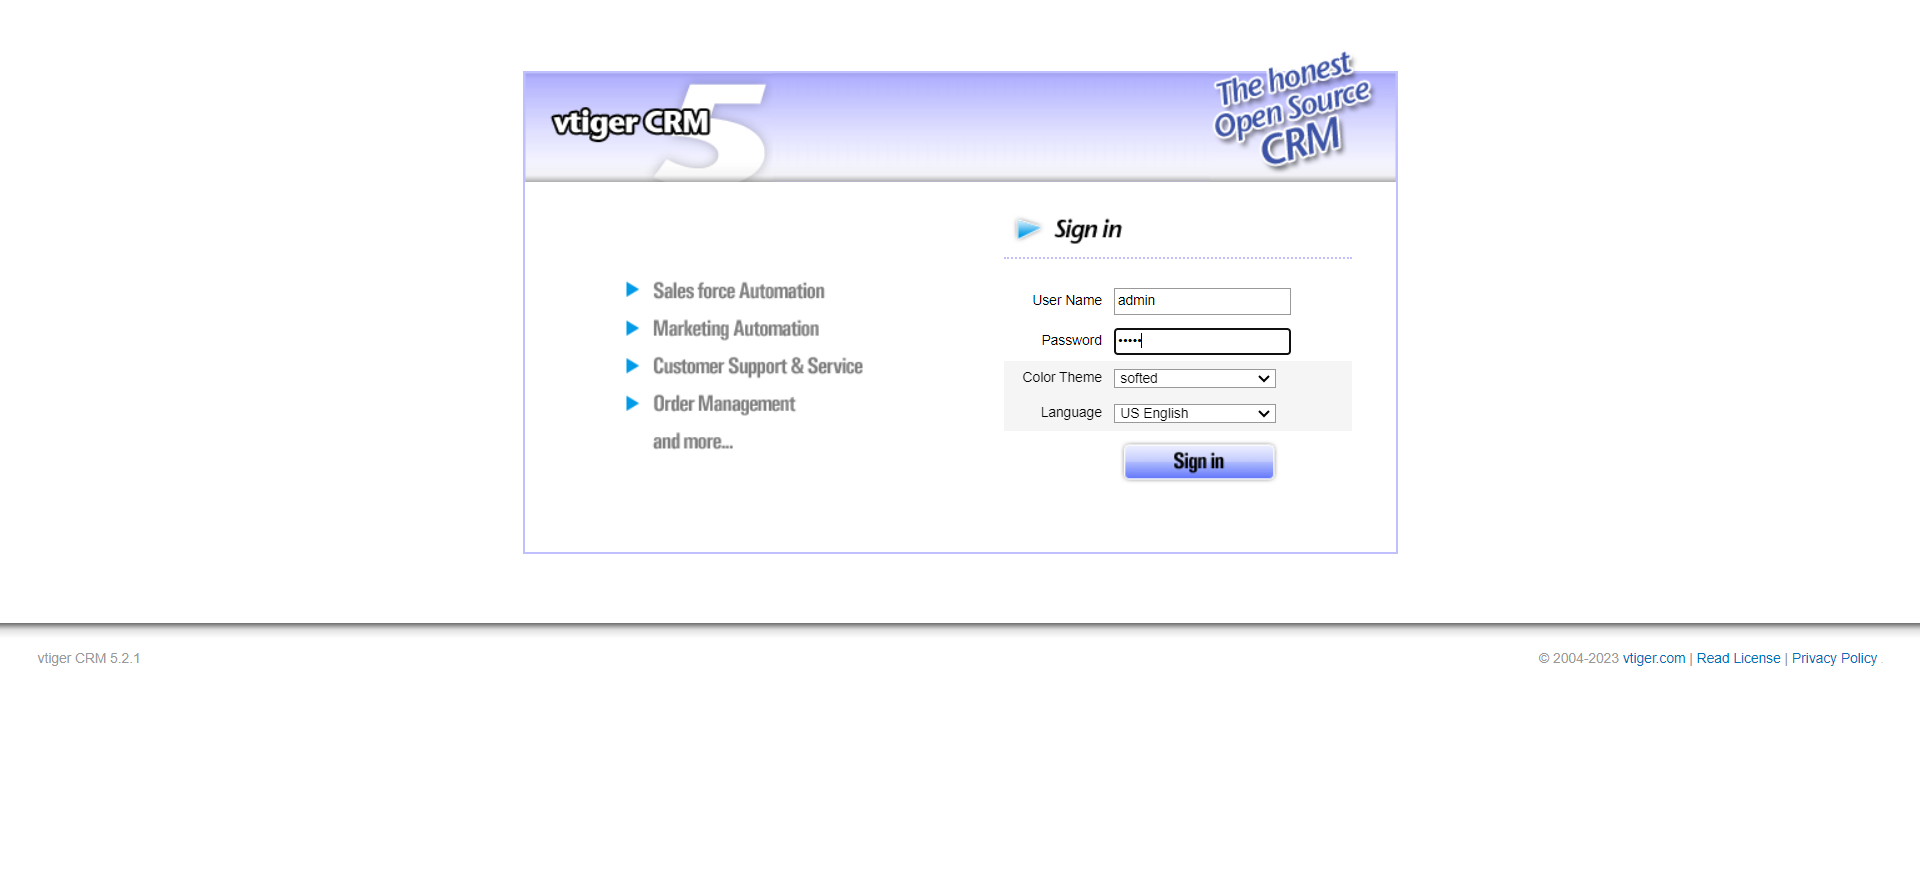 vtiger CRM 5
The honest
Open Source
CRM
Sign in
Sales force Automation
Marketing Automation
Customer Support & Service
Order Management
and more...
User Name admin
Password •••••
Color Theme softed
Language US English
Sign in
vtiger CRM 5.2.1
© 2004-2023 vtiger.com | Read License | Privacy Policy